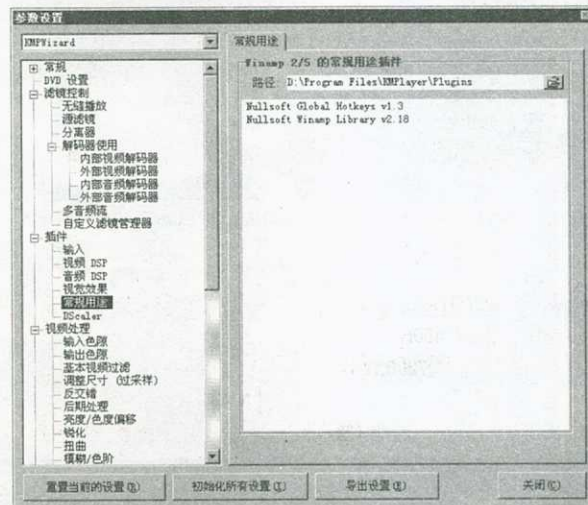 参数设置
KMPWizard
常规
DVD 设置
滤镜控制
无缝播放
源滤镜
分离器
解码器使用
内部视频解码器
外部视频解码器
内部音频解码器
外部音频解码器
多音频流
自定义滤镜管理器
插件
输入
视频 DSP
音频 DSP
视觉效果
常规用途
DScaler
视频处理
输入色隙
输出色隙
基本视频过滤
调整尺寸 (过采样)
反交错
后期处理
亮度/色度偏移
锐化
扭曲
模糊/色阶
常规用途
Winamp 2/5 的常规用途插件
路径 D:\Program Files\KMPlayer\Plugins
Nullsoft Global Hotkeys v1.3
Nullsoft Winamp Library v2.18
重置当前的设置(R)
初始化所有设置(I)
导出设置(E)
关闭(C)